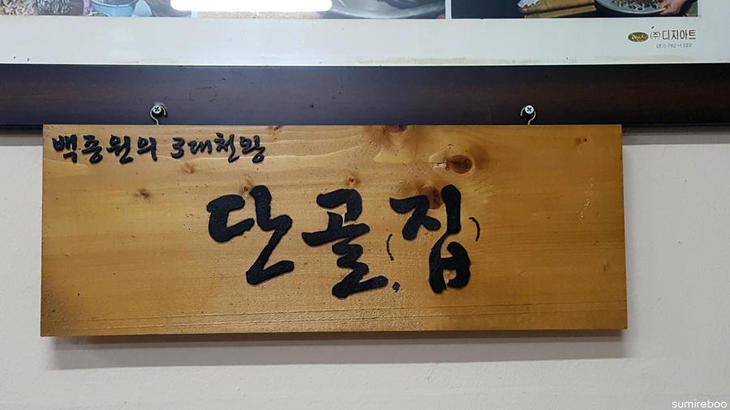 (주)디지아트
백종원의 3대천왕
단골.(집)
sumireboo